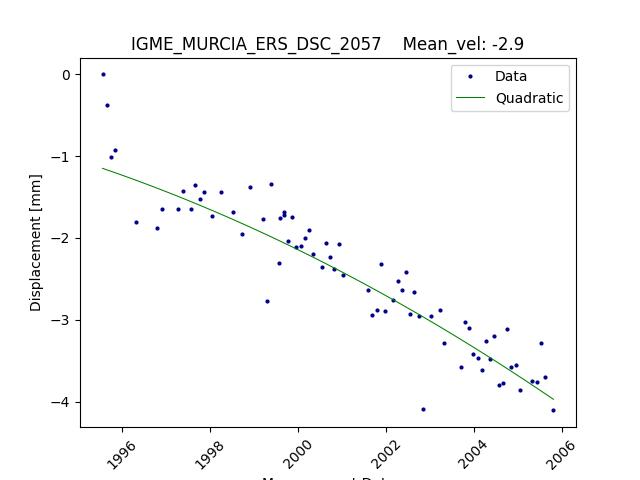 IGME_MURCIA_ERS_DSC_2057 Mean_vel: -2.9
Data
Quadratic
Displacement [mm]
0
−1
−2
−3
−4
1996
1998
2000
2002
2004
2006